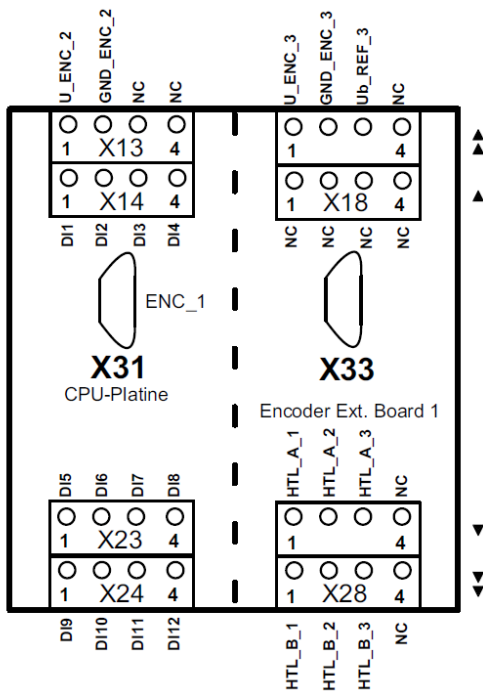 U_ENC_2 GND_ENC_2 NC NC
U_ENC_3 GND_ENC_3 Ub_REF_3 NC
1 X13 4
1 4
1 X14 4
1 X18 4
DI1 DI2 DI3 DI4
NC NC NC NC
ENC_1
X31
CPU-Platine
X33
Encoder Ext. Board 1
DI5 DI6 DI7 DI8
HTL_A_1 HTL_A_2 HTL_A_3 NC
1 X23 4
1 4
1 X24 4
1 X28 4
DI9 DI10 DI11 DI12
HTL_B_1 HTL_B_2 HTL_B_3 NC